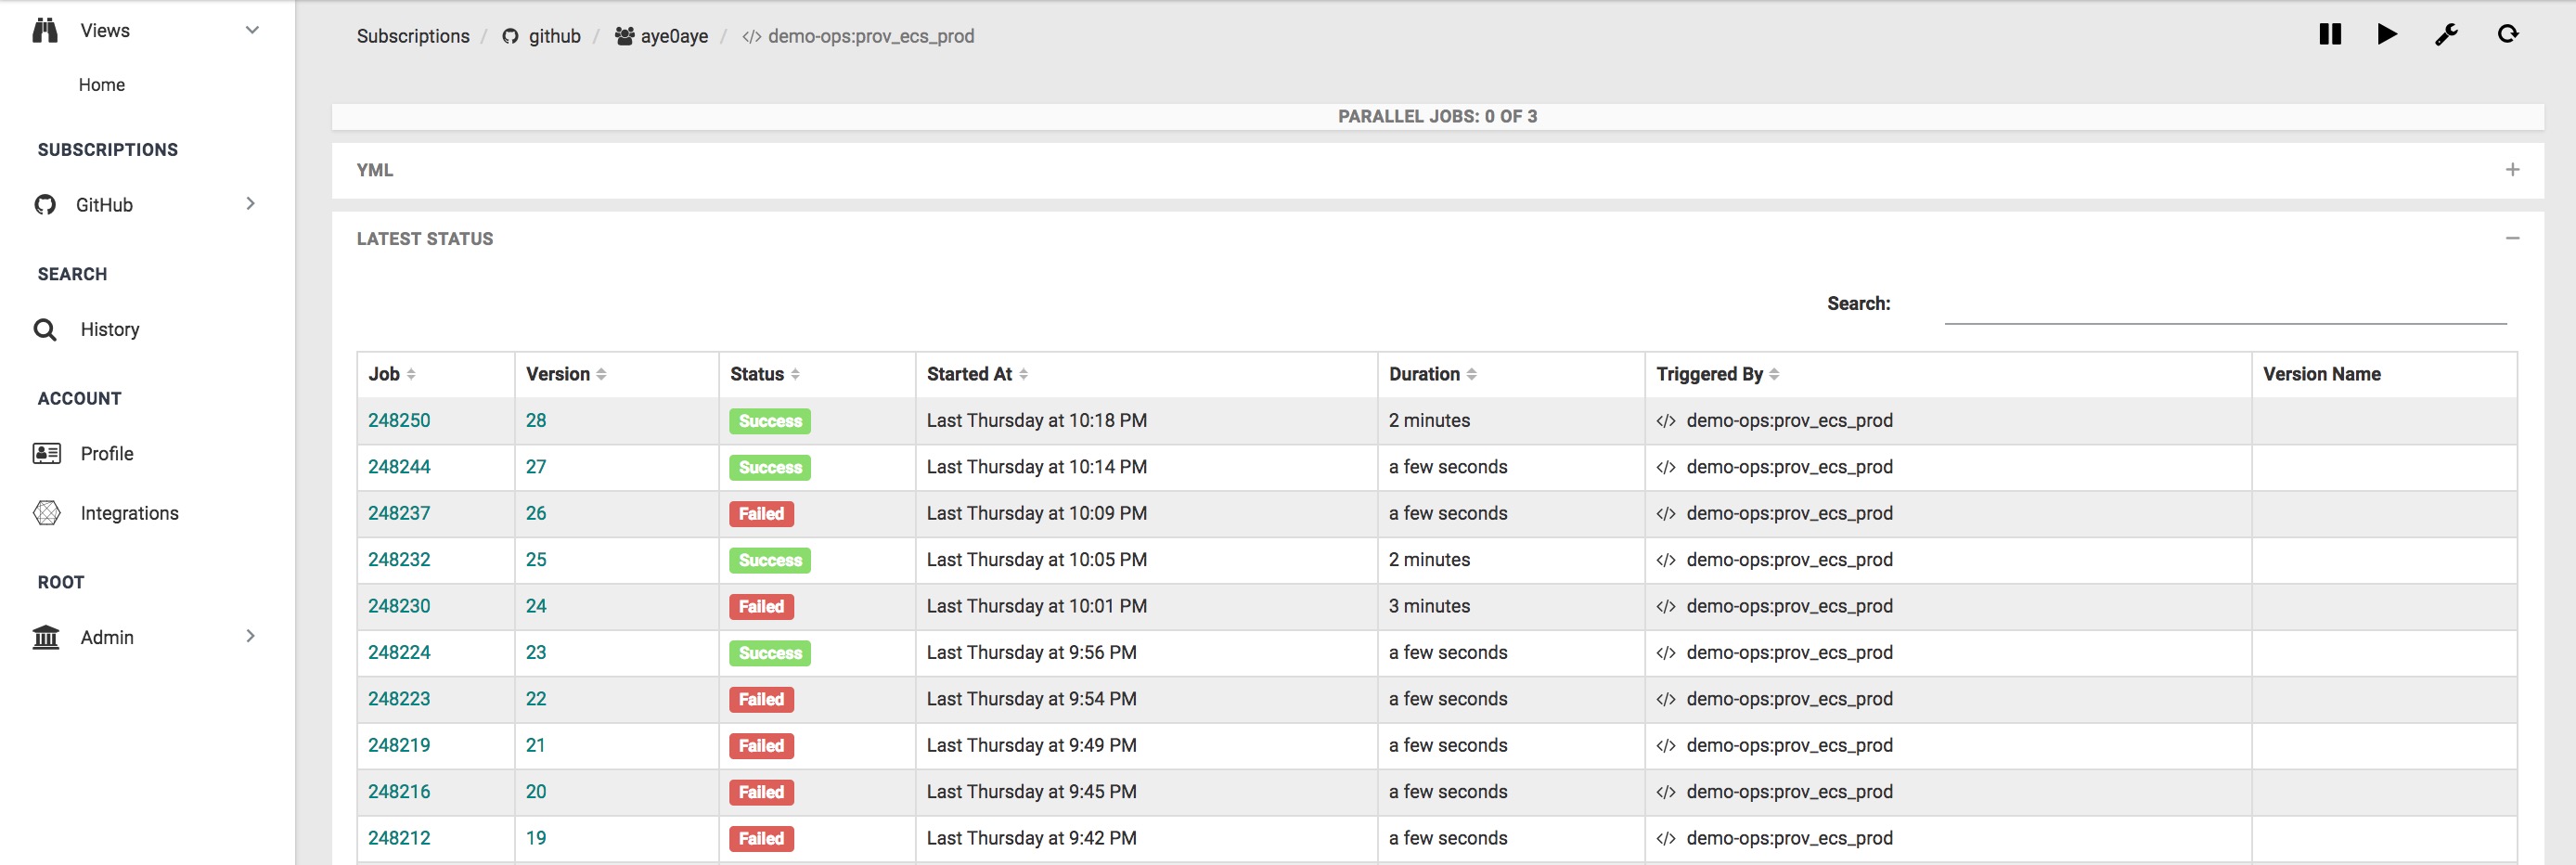 Views
Home
SUBSCRIPTIONS
GitHub
SEARCH
History
ACCOUNT
Profile
Integrations
ROOT
Admin
Subscriptions / github / aye0aye / </> demo-ops:prov_ecs_prod
PARALLEL JOBS: 0 OF 3
YML
LATEST STATUS
Search:
Job Version Status Started At Duration Triggered By Version Name
248250 28 Success Last Thursday at 10:18 PM 2 minutes </> demo-ops:prov_ecs_prod
248244 27 Success Last Thursday at 10:14 PM a few seconds </> demo-ops:prov_ecs_prod
248237 26 Failed Last Thursday at 10:09 PM a few seconds </> demo-ops:prov_ecs_prod
248232 25 Success Last Thursday at 10:05 PM 2 minutes </> demo-ops:prov_ecs_prod
248230 24 Failed Last Thursday at 10:01 PM 3 minutes </> demo-ops:prov_ecs_prod
248224 23 Success Last Thursday at 9:56 PM a few seconds </> demo-ops:prov_ecs_prod
248223 22 Failed Last Thursday at 9:54 PM a few seconds </> demo-ops:prov_ecs_prod
248219 21 Failed Last Thursday at 9:49 PM a few seconds </> demo-ops:prov_ecs_prod
248216 20 Failed Last Thursday at 9:45 PM a few seconds </> demo-ops:prov_ecs_prod
248212 19 Failed Last Thursday at 9:42 PM a few seconds </> demo-ops:prov_ecs_prod